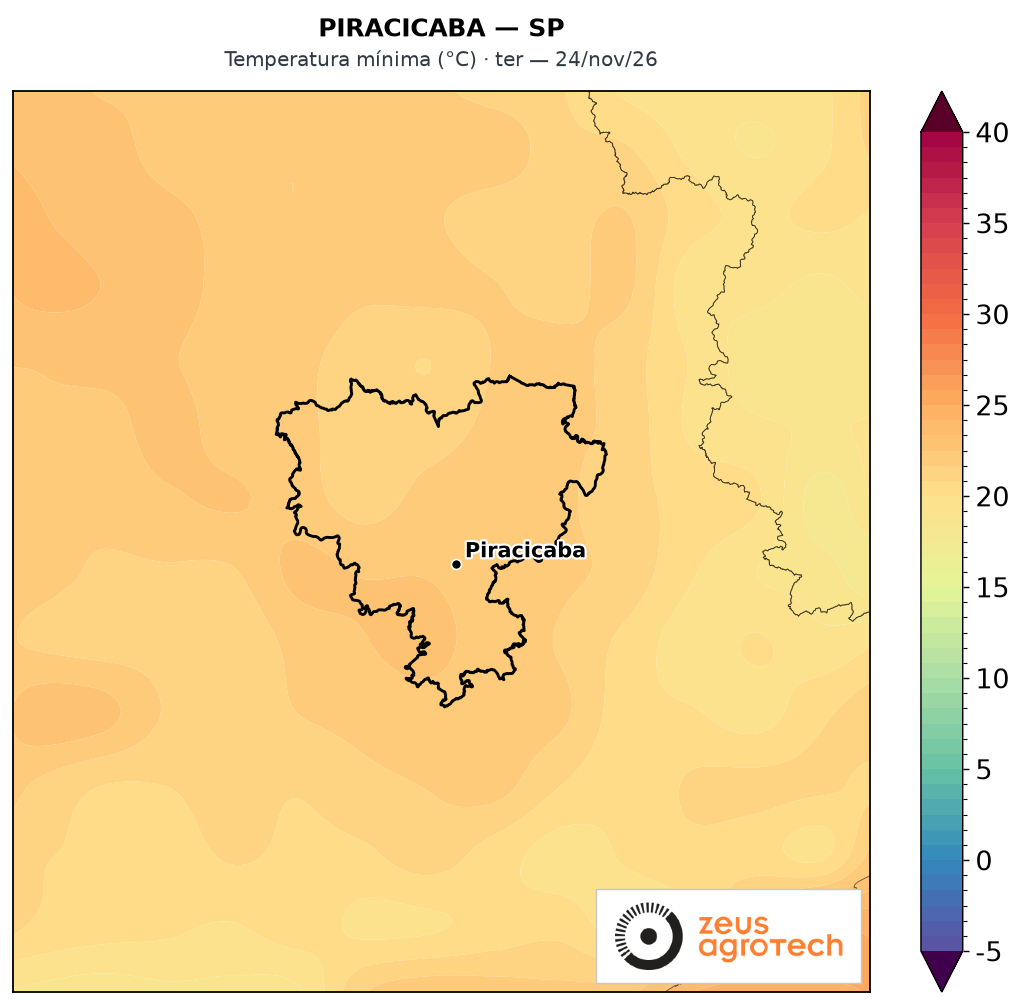 PIRACICABA — SP
Temperatura mínima (°C) · ter — 24/nov/26
40
35
30
25
20
15
10
5
0
-5
Piracicaba
zeus
agrotech